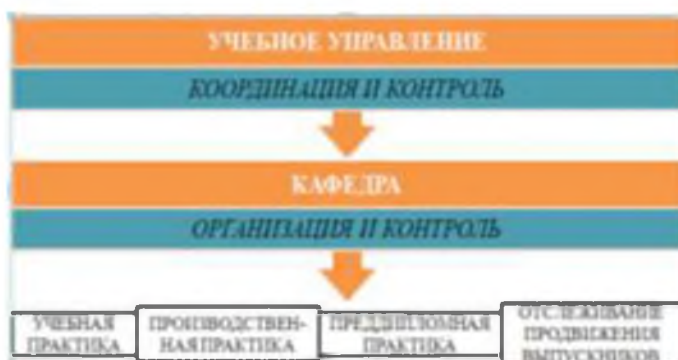 УЧЕБНОЕ УПРАВЛЕНИЕ
КООРДИНАЦИЯ И КОНТРОЛЬ
КАФЕДРА
ОРГАНИЗАЦИЯ И КОНТРОЛЬ
УЧЕБНАЯ
ПРАКТИКА
ПРОИЗВОДСТВЕН-
НАЯ ПРАКТИКА
ПРЕДДИПЛОМНАЯ
ПРАКТИКА
ОТСЛЕЖИВАНИЕ
ПРОДВИЖЕНИЯ
ВЫПУСКНИКОВ